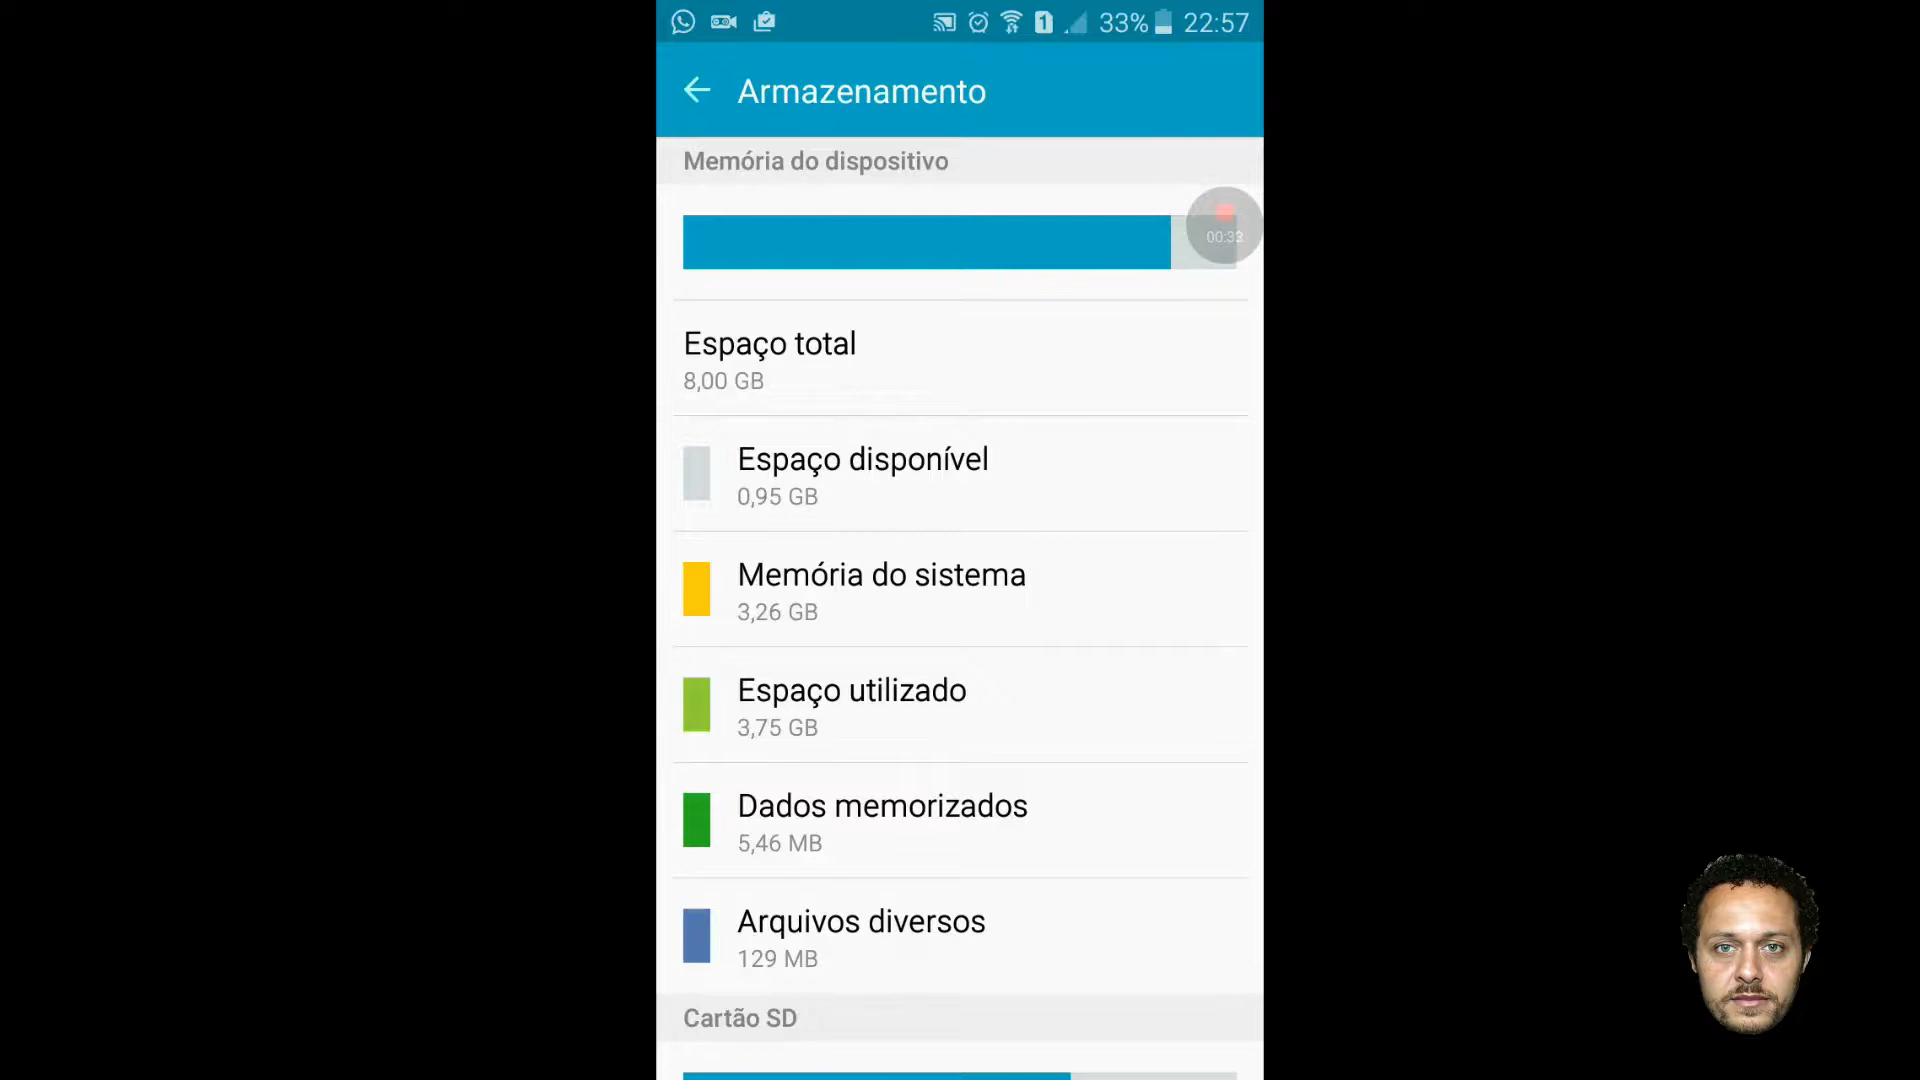 33% 22:57
Armazenamento
Memória do dispositivo
00:33
Espaço total
8,00 GB
Espaço disponível
0,95 GB
Memória do sistema
3,26 GB
Espaço utilizado
3,75 GB
Dados memorizados
5,46 MB
Arquivos diversos
129 MB
Cartão SD